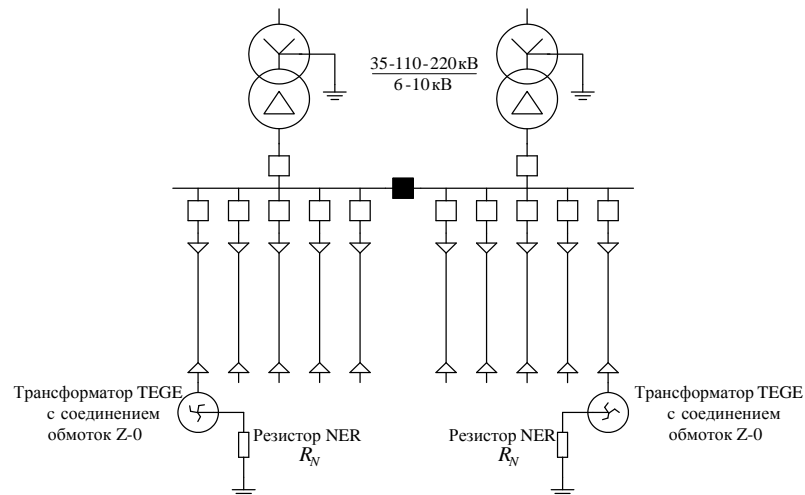 35-110-220кВ
6-10кВ
Трансформатор TEGE
с соединением
обмоток Z-0
Резистор NER
R_N
Резистор NER
R_N
Трансформатор TEGE
с соединением
обмоток Z-0